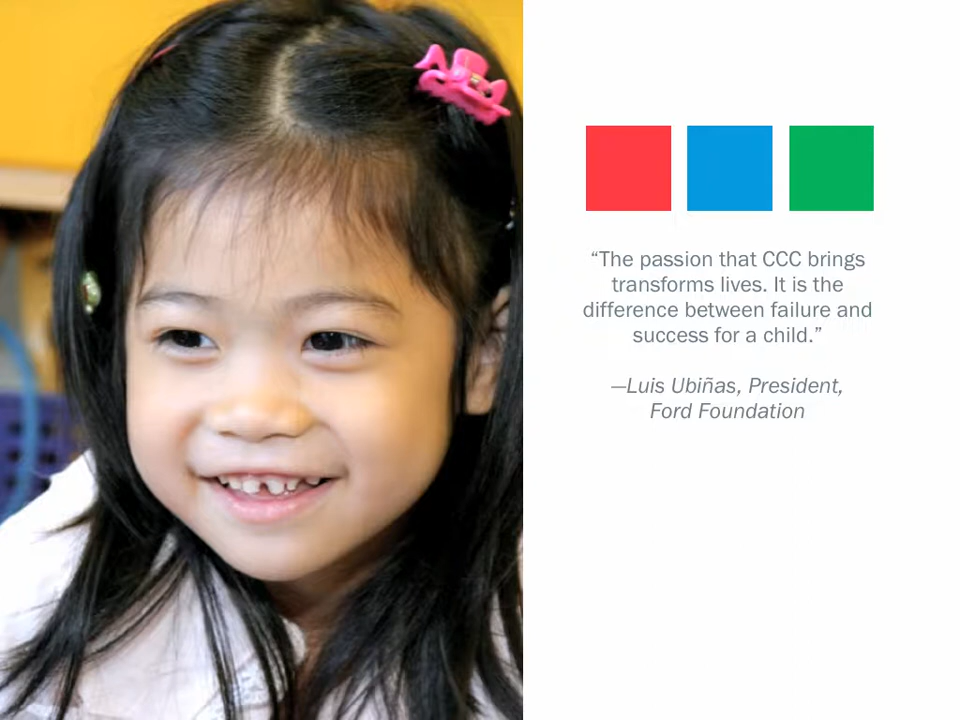 “The passion that CCC brings
transforms lives. It is the
difference between failure and
success for a child.”
—Luis Ubiñas, President,
Ford Foundation